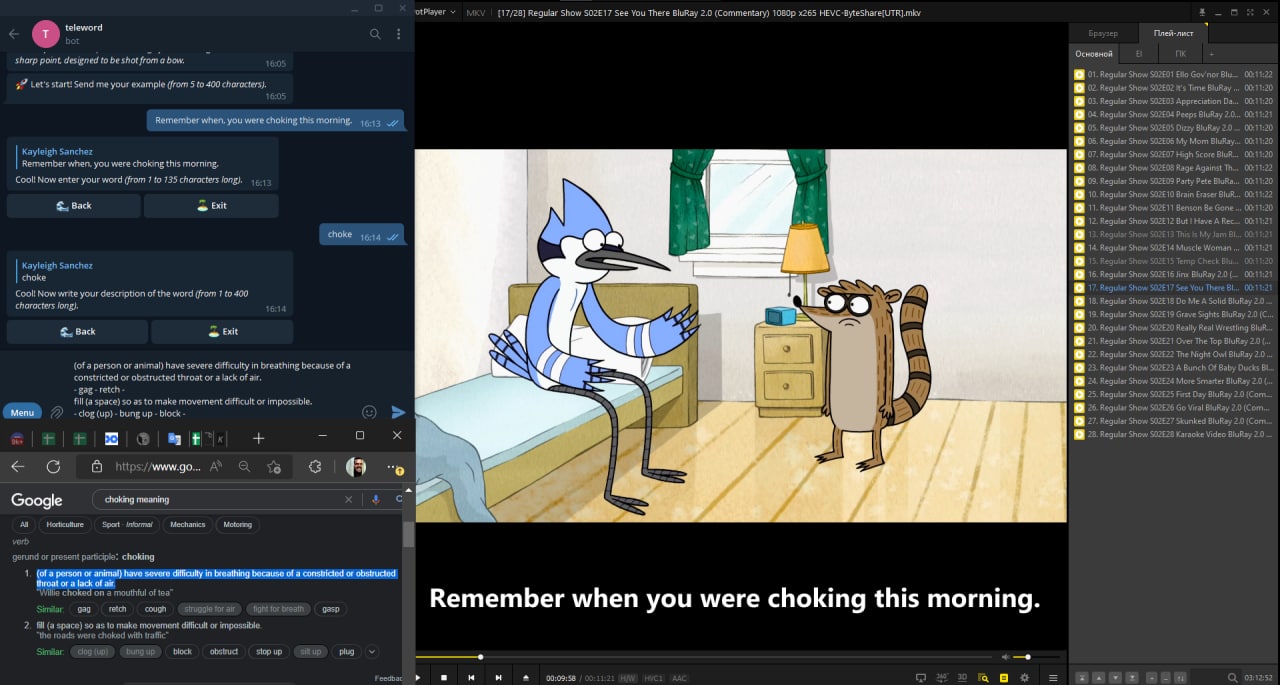 teleword
bot
T
sharp point, designed to be shot from a bow.
16:05
🚀 Let's start! Send me your example (from 5 to 400 characters).
16:05
Remember when, you were choking this morning. 16:13
Kayleigh Sanchez
Remember when, you were choking this morning.
Cool! Now enter your word (from 1 to 135 characters long). 16:13
Back
Exit
choke 16:14
Kayleigh Sanchez
choke
Cool! Now write your description of the word (from 1 to 400
characters long). 16:14
Back
Exit
(of a person or animal) have severe difficulty in breathing because of a
constricted or obstructed throat or a lack of air.
- gag - retch -
fill (a space) so as to make movement difficult or impossible.
- clog (up) - bung up - block -
Menu
https://www.go...
Google
choking meaning
All Horticulture Sport · Informal Mechanics Motoring
verb
gerund or present participle: choking
1. (of a person or animal) have severe difficulty in breathing because of a constricted or obstructed
throat or a lack of air.
"Willie choked on a mouthful of tea"
Similar: gag retch cough struggle for air fight for breath gasp
2. fill (a space) so as to make movement difficult or impossible.
"the roads were choked with traffic"
Similar: clog (up) bung up block obstruct stop up silt up plug
Feedbac
otPlayer MKV [17/28] Regular Show S02E17 See You There BluRay 2.0 (Commentary) 1080p x265 HEVC-ByteShare[UTR].mkv
Remember when you were choking this morning.
00:09:58 / 00:11:21 H/W HVC1 AAC
360° 3D
Браузер Плей-лист
Основной El ПК +
01. Regular Show S02E01 Ello Gov'nor Blu... 00:11:22
02. Regular Show S02E02 It's Time BluRay ... 00:11:20
03. Regular Show S02E03 Appreciation Da... 00:11:20
04. Regular Show S02E04 Peeps BluRay 2.0... 00:11:21
05. Regular Show S02E05 Dizzy BluRay 2.0... 00:11:20
06. Regular Show S02E06 My Mom BluRay... 00:11:20
07. Regular Show S02E07 High Score BluR... 00:11:20
08. Regular Show S02E08 Rage Against Th... 00:11:22
09. Regular Show S02E09 Party Pete BluRa... 00:11:20
10. Regular Show S02E10 Brain Eraser BluR... 00:11:22
11. Regular Show S02E11 Benson Be Gone ... 00:11:20
12. Regular Show S02E12 But I Have A Rec... 00:11:21
13. Regular Show S02E13 This Is My Jam Bl... 00:11:21
14. Regular Show S02E14 Muscle Woman ... 00:11:21
15. Regular Show S02E15 Temp Check Blu... 00:11:20
16. Regular Show S02E16 Jinx BluRay 2.0 (... 00:11:21
17. Regular Show S02E17 See You There Bl... 00:11:21
18. Regular Show S02E18 Do Me A Solid BluRay 2.0 (...
19. Regular Show S02E19 Grave Sights BluRay 2.0 (C...
20. Regular Show S02E20 Really Real Wrestling BluR...
21. Regular Show S02E21 Over The Top BluRay 2.0 (...
22. Regular Show S02E22 The Night Owl BluRay 2.0 ...
23. Regular Show S02E23 A Bunch Of Baby Ducks Bl...
24. Regular Show S02E24 More Smarter BluRay 2.0 (...
25. Regular Show S02E25 First Day BluRay 2.0 (Com...
26. Regular Show S02E26 Go Viral BluRay 2.0 (Com...
27. Regular Show S02E27 Skunked BluRay 2.0 (Com...
28. Regular Show S02E28 Karaoke Video BluRay 2.0 ...
03:12:52